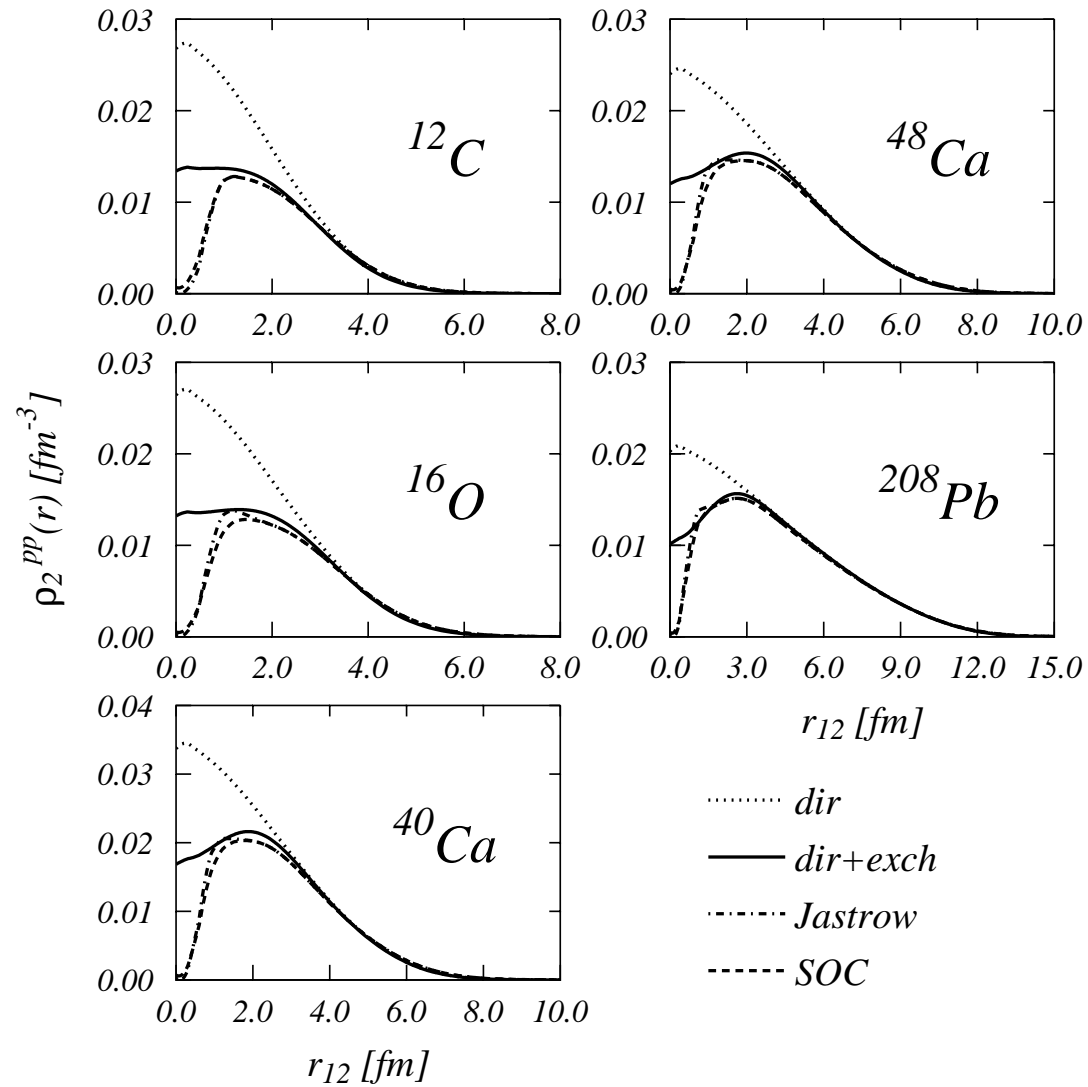 0.03
0.02
0.01
0.00
0.0 2.0 4.0 6.0 8.0
¹²C
0.03
0.02
0.01
0.00
0.0 2.0 4.0 6.0 8.0 10.0
⁴⁸Ca
ρ₂ᵖᵖ(r) [fm⁻³]
0.03
0.02
0.01
0.00
0.0 2.0 4.0 6.0 8.0
¹⁶O
0.03
0.02
0.01
0.00
0.0 3.0 6.0 9.0 12.0 15.0
²⁰⁸Pb
r₁₂ [fm]
0.04
0.03
0.02
0.01
0.00
0.0 2.0 4.0 6.0 8.0 10.0
⁴⁰Ca
r₁₂ [fm]
dir
dir+exch
Jastrow
SOC